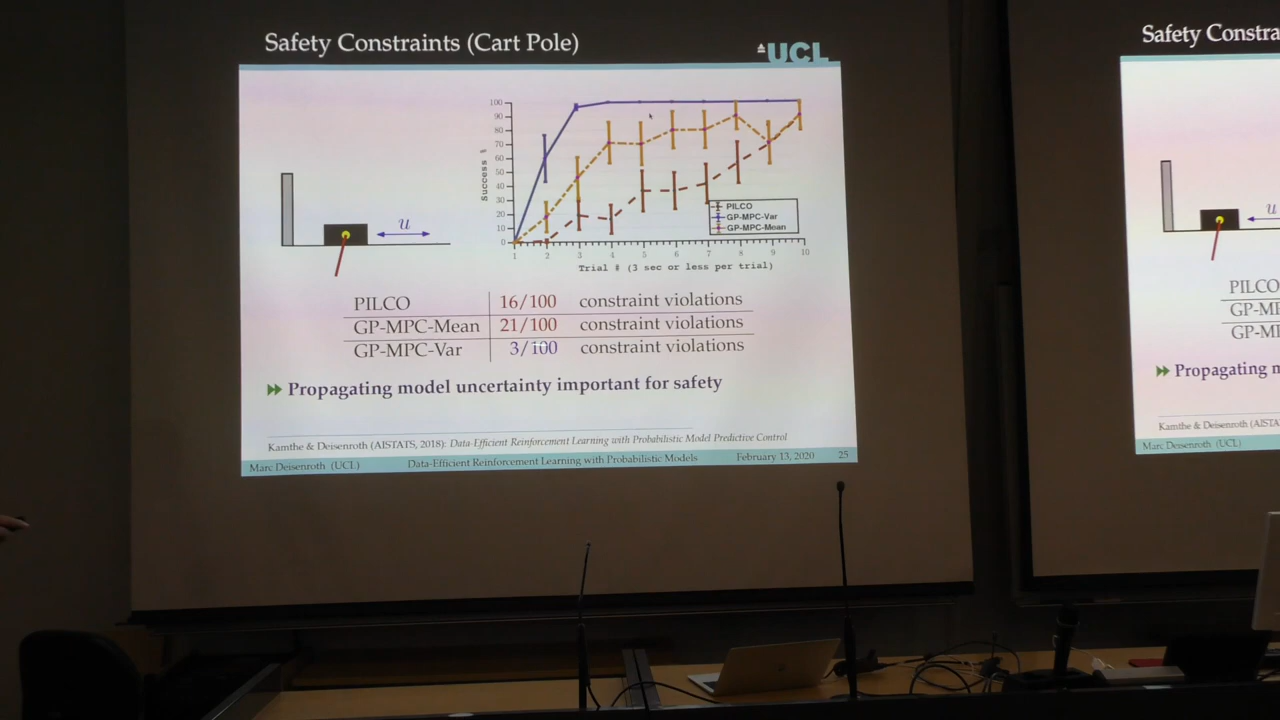 Safety Constraints (Cart Pole)
UCL
100
90
80
70
60
50
40
30
20
10
0
Success %
1 2 3 4 5 6 7 8 9 10
Trial # (3 sec or less per trial)
PILCO
GP-MPC-Var
GP-MPC-Mean
u
PILCO 16/100 constraint violations
GP-MPC-Mean 21/100 constraint violations
GP-MPC-Var 3/100 constraint violations
Propagating model uncertainty important for safety
Kamthe & Deisenroth (AISTATS, 2018): Data-Efficient Reinforcement Learning with Probabilistic Model Predictive Control
Marc Deisenroth (UCL) Data-Efficient Reinforcement Learning with Probabilistic Models February 13, 2020 25
Safety Constra
u
PILCO
GP-M
GP-M
Propagating
Kamthe & Deisenroth (AISTA
Marc Deisenroth (UCL)